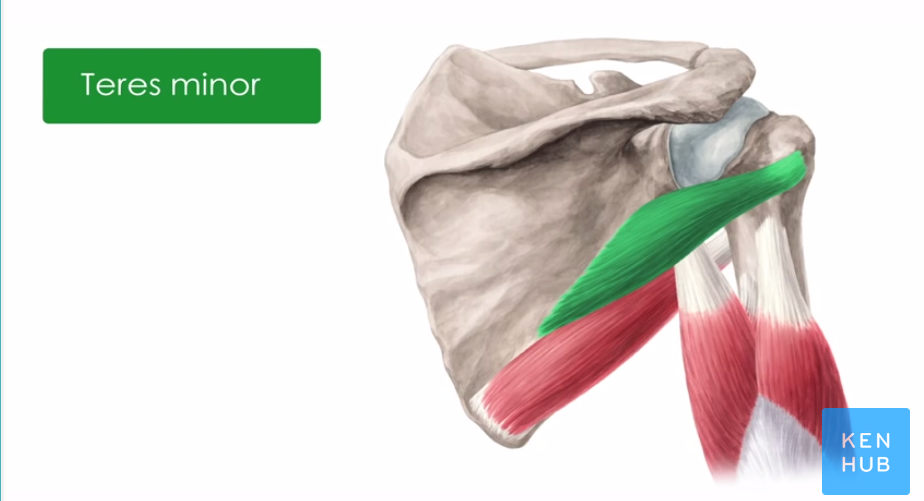 Teres minor
KEN
HUB